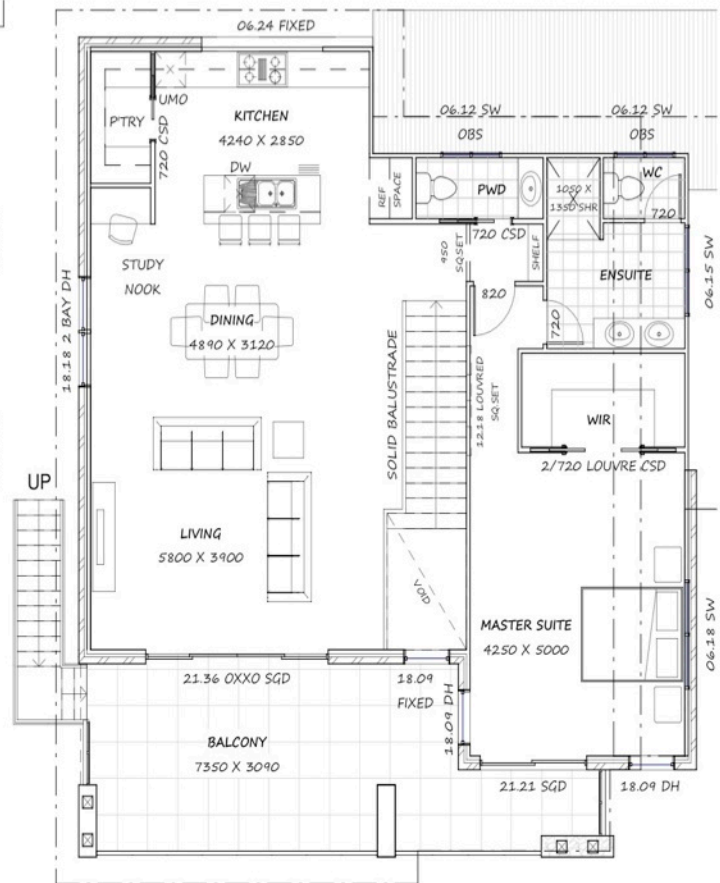 06.24 FIXED
UMO
P'TRY
720 CSD
KITCHEN
4240 X 2850
DW
REF
SPACE
06.12 SW
OBS
06.12 SW
OBS
PWD
1050 X
1350 SHR
WC
720
720 CSD
950
SQ.SET
SHELF
ENSUITE
06.15 SW
820
720
STUDY
NOOK
18.18 2 BAY DH
DINING
4890 X 3120
SOLID BALUSTRADE
12.18 LOUVRED
SQ.SET
WIR
2/720 LOUVRE CSD
UP
LIVING
5800 X 3900
VOID
MASTER SUITE
4250 X 5000
06.18 SW
21.36 OXXO SGD
18.09
FIXED
18.09 DH
BALCONY
7350 X 3090
21.21 SGD
18.09 DH